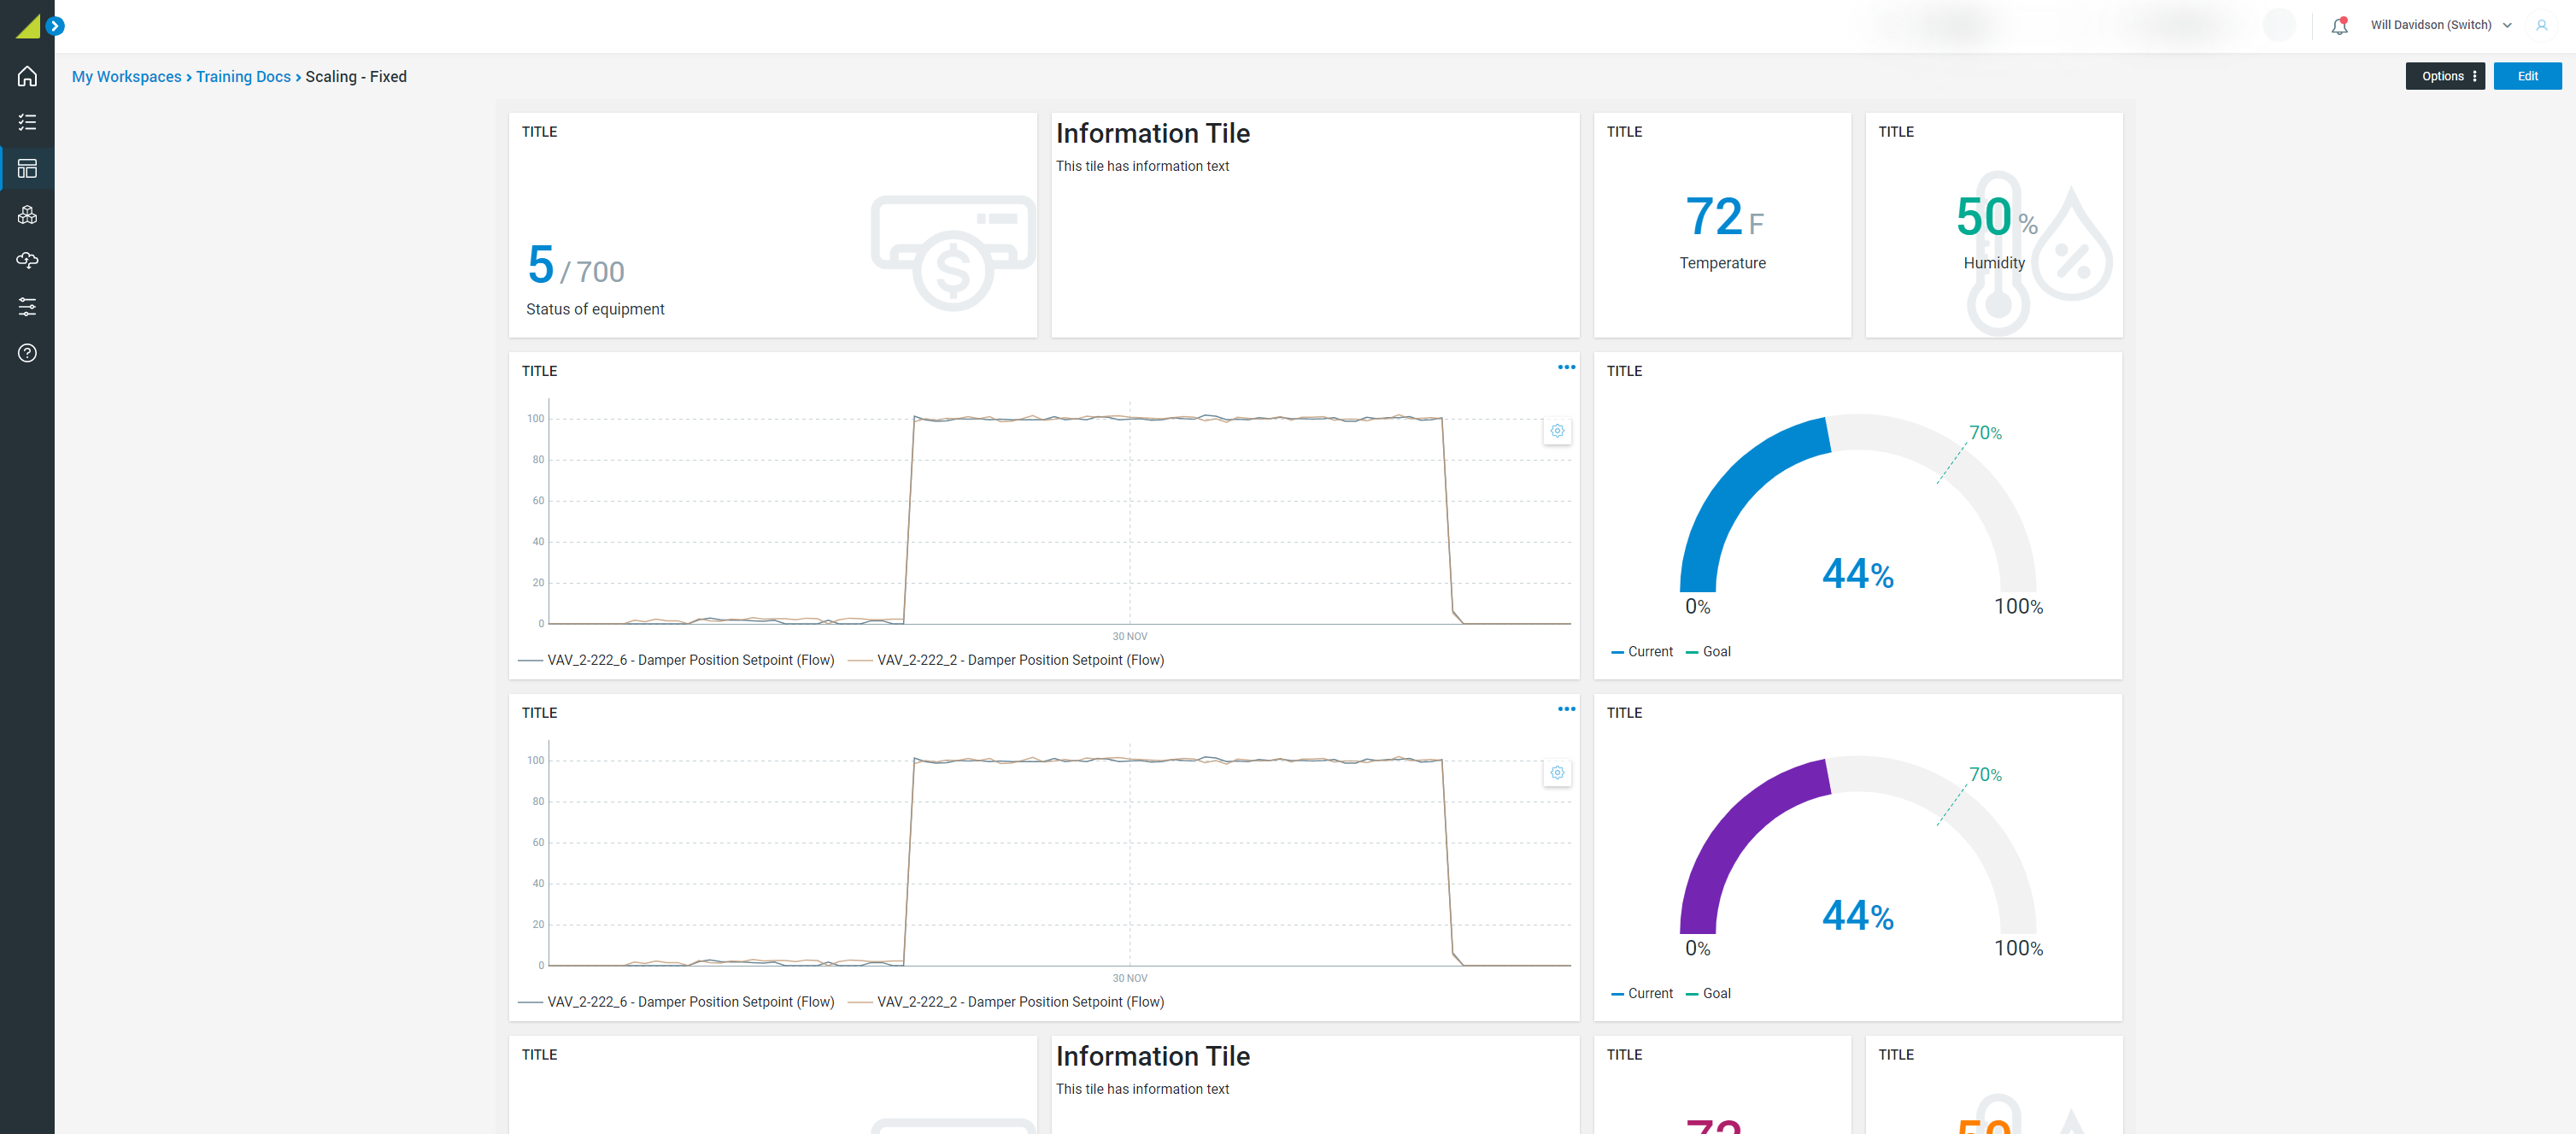 Will Davidson (Switch)
My Workspaces > Training Docs > Scaling - Fixed
Options
Edit
TITLE
5 / 700
Status of equipment
Information Tile
This tile has information text
TITLE
72 F
Temperature
TITLE
50 %
Humidity
TITLE
100
80
60
40
20
0
30 NOV
VAV_2-222_6 - Damper Position Setpoint (Flow)
VAV_2-222_2 - Damper Position Setpoint (Flow)
TITLE
70%
44%
0%
100%
Current
Goal
TITLE
100
80
60
40
20
0
30 NOV
VAV_2-222_6 - Damper Position Setpoint (Flow)
VAV_2-222_2 - Damper Position Setpoint (Flow)
TITLE
70%
44%
0%
100%
Current
Goal
TITLE
Information Tile
This tile has information text
TITLE
72
TITLE
50